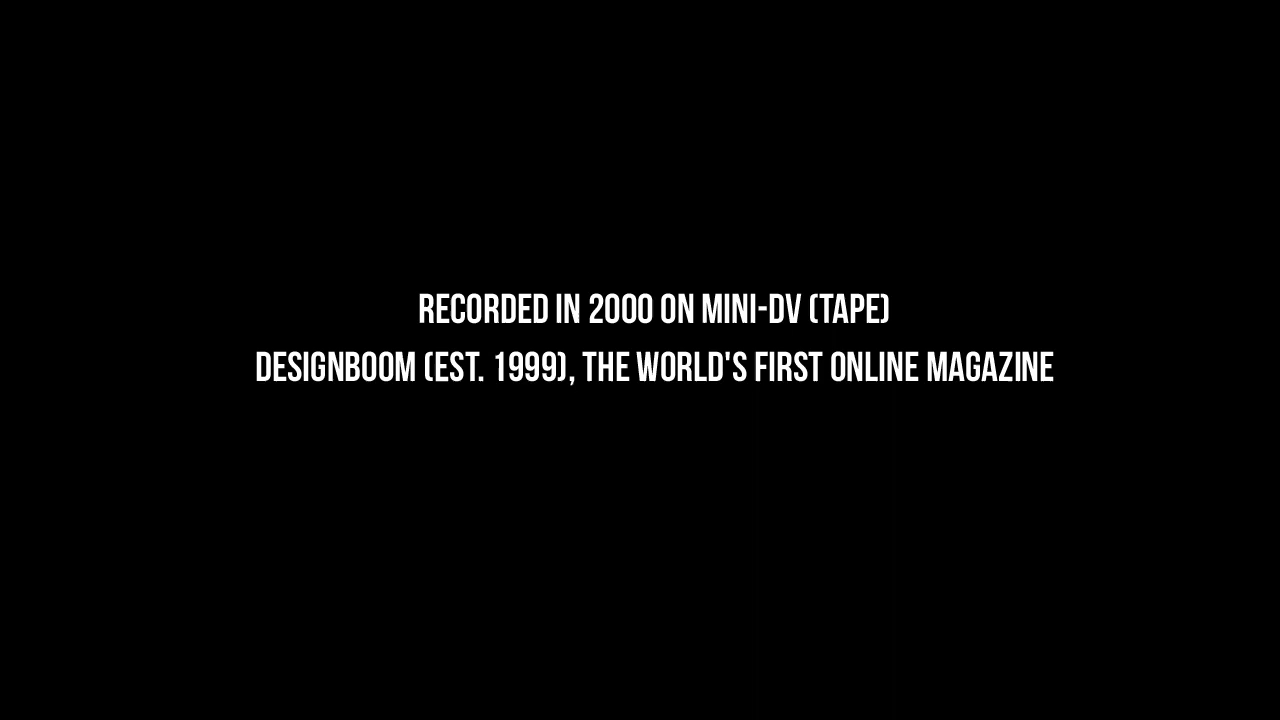 RECORDED IN 2000 ON MINI-DV (TAPE)
DESIGNBOOM (EST. 1999), THE WORLD'S FIRST ONLINE MAGAZINE